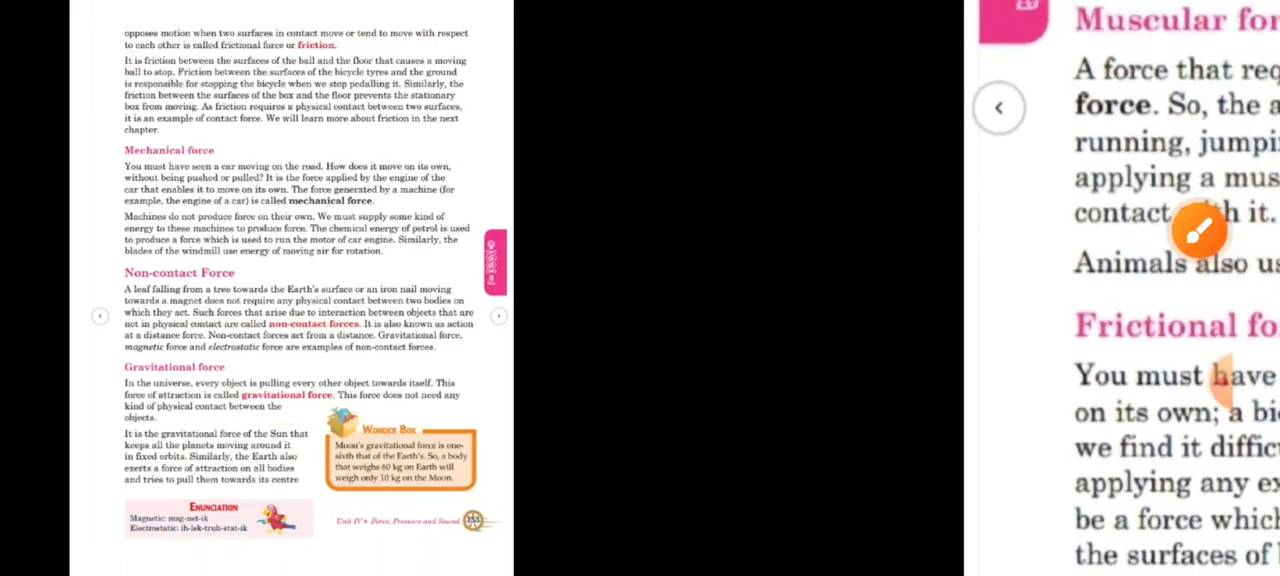 opposes motion when two surfaces in contact move or tend to move with respect
to each other is called frictional force or friction.
It is friction between the surfaces of the ball and the floor that causes a moving
ball to stop. Friction between the surfaces of the bicycle tyres and the ground
is responsible for stopping the bicycle when we stop pedalling it. Similarly, the
friction between the surfaces of the box and the floor prevents the stationary
box from moving. As friction requires a physical contact between two surfaces,
it is an example of contact force. We will learn more about friction in the next
chapter.
Mechanical force
You must have seen a car moving on the road. How does it move on its own,
without being pushed or pulled? It is the force applied by the engine of the
car that enables it to move on its own. The force generated by a machine (for
example, the engine of a car) is called mechanical force.
Machines do not produce force on their own. We must supply some kind of
energy to these machines to produce force. The chemical energy of petrol is used
to produce a force which is used to run the motor of car engine. Similarly, the
blades of the windmill use energy of moving air for rotation.
Non-contact Force
A leaf falling from a tree towards the Earth's surface or an iron nail moving
towards a magnet does not require any physical contact between two bodies on
which they act. Such forces that arise due to interaction between objects that are
not in physical contact are called non-contact forces. It is also known as action
at a distance force. Non-contact forces act from a distance. Gravitational force,
magnetic force and electrostatic force are examples of non-contact forces.
Gravitational force
In the universe, every object is pulling every other object towards itself. This
force of attraction is called gravitational force. This force does not need any
kind of physical contact between the
objects.
It is the gravitational force of the Sun that
keeps all the planets moving around it
in fixed orbits. Similarly, the Earth also
exerts a force of attraction on all bodies
and tries to pull them towards its centre
Wonder Box
Moon's gravitational force is one-
sixth that of the Earth's. So, a body
that weighs 60 kg on Earth will
weigh only 10 kg on the Moon.
Enunciation
Magnetic: mag-net-ik
Electrostatic: ih-lek-truh-stat-ik
Unit IV > Force, Pressure and Sound 153
Muscular for
A force that req
force. So, the a
running, jumpi
applying a mus
contact h it.
Animals also us
Frictional fo
You must have
on its own; a bi
we find it difficu
applying any ex
be a force which
the surfaces of